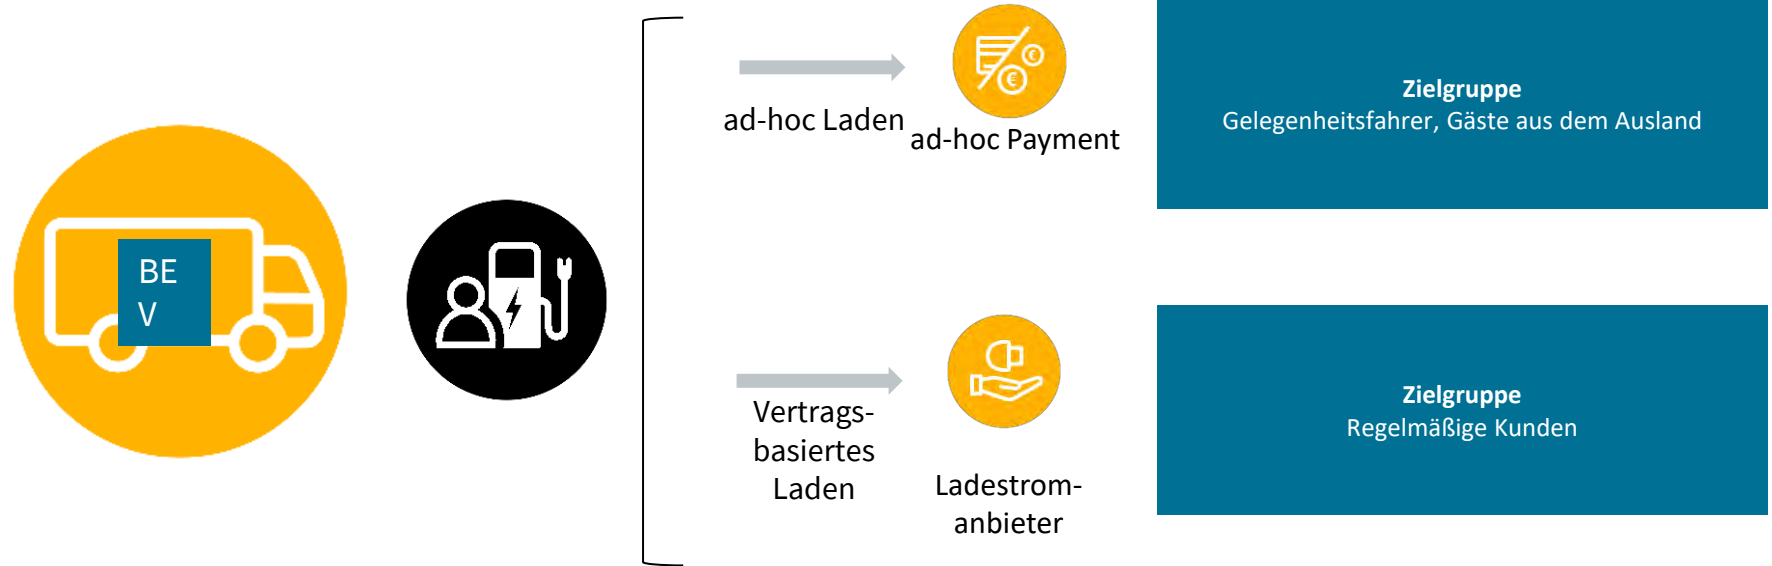 BE
V
ad-hoc Laden
ad-hoc Payment
Zielgruppe
Gelegenheitsfahrer, Gäste aus dem Ausland
Vertrags-
basiertes
Laden
Ladestrom-
anbieter
Zielgruppe
Regelmäßige Kunden